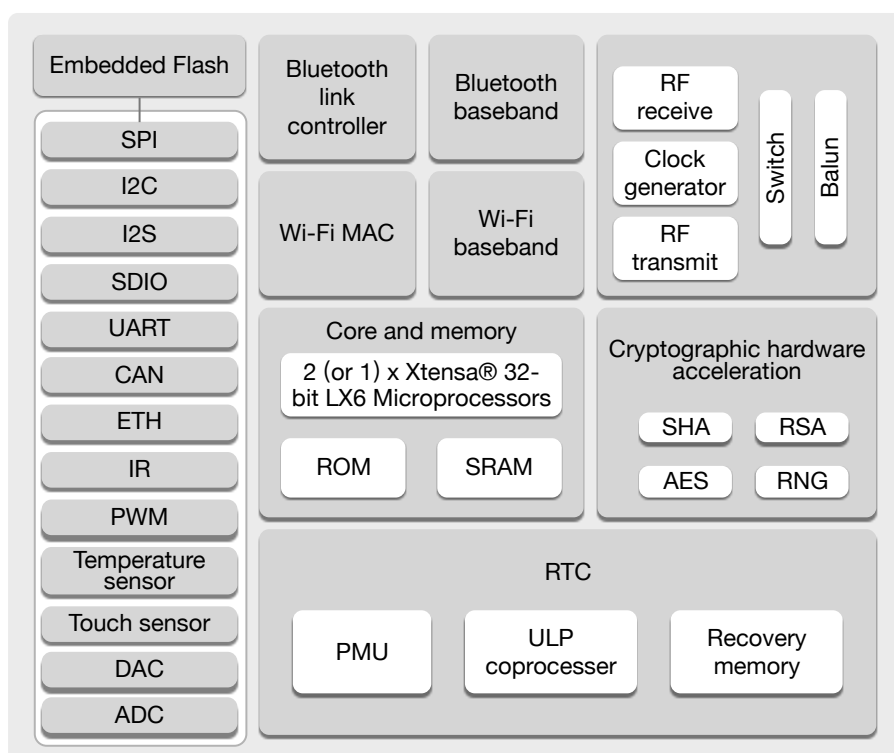 Embedded Flash
SPI
I2C
I2S
SDIO
UART
CAN
ETH
IR
PWM
Temperature
sensor
Touch sensor
DAC
ADC
Bluetooth
link
controller
Bluetooth
baseband
Wi-Fi MAC
Wi-Fi
baseband
RF
receive
Clock
generator
RF
transmit
Switch
Balun
Core and memory
2 (or 1) x Xtensa® 32-
bit LX6 Microprocessors
ROM
SRAM
Cryptographic hardware
acceleration
SHA
RSA
AES
RNG
RTC
PMU
ULP
coprocesser
Recovery
memory